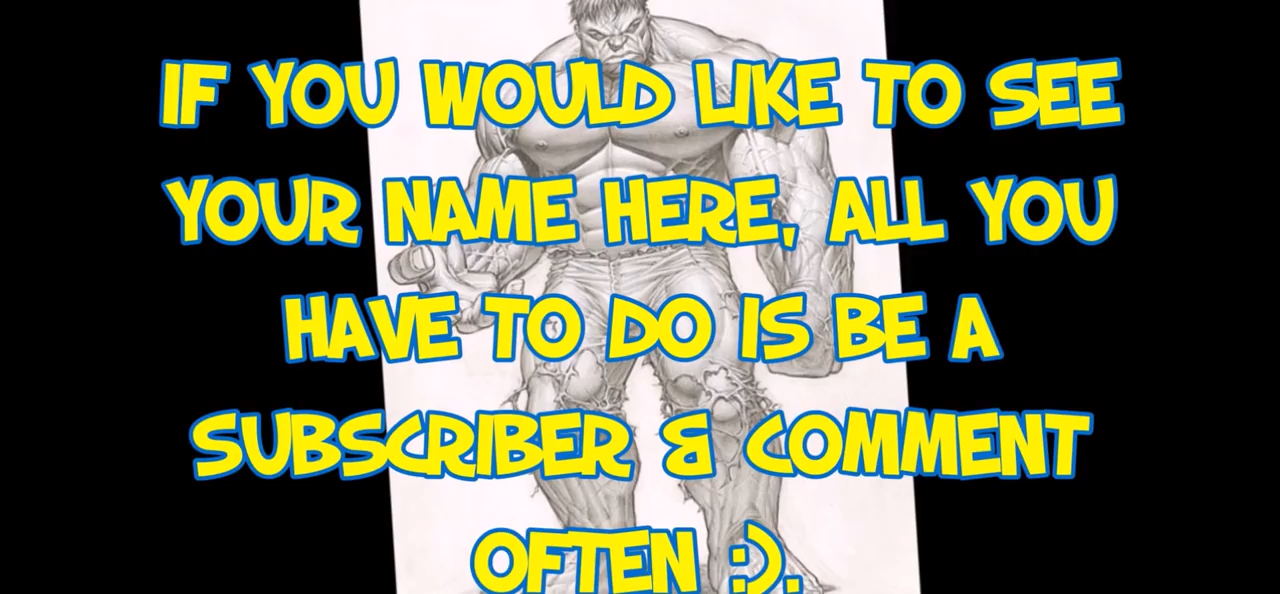 IF YOU WOULD LIKE TO SEE
YOUR NAME HERE, ALL YOU
HAVE TO DO IS BE A
SUBSCRIBER & COMMENT
OFTEN :).